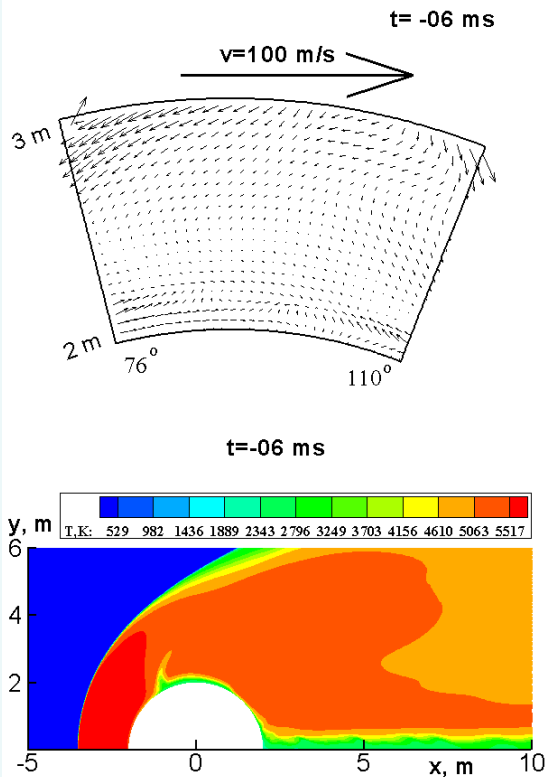 t= -06 ms
v=100 m/s
3 m
2 m
76°
110°
t=-06 ms
T,K: 529 982 1436 1889 2343 2796 3249 3703 4156 4610 5063 5517
y, m
6
4
2
-5 0 5 10
x, m